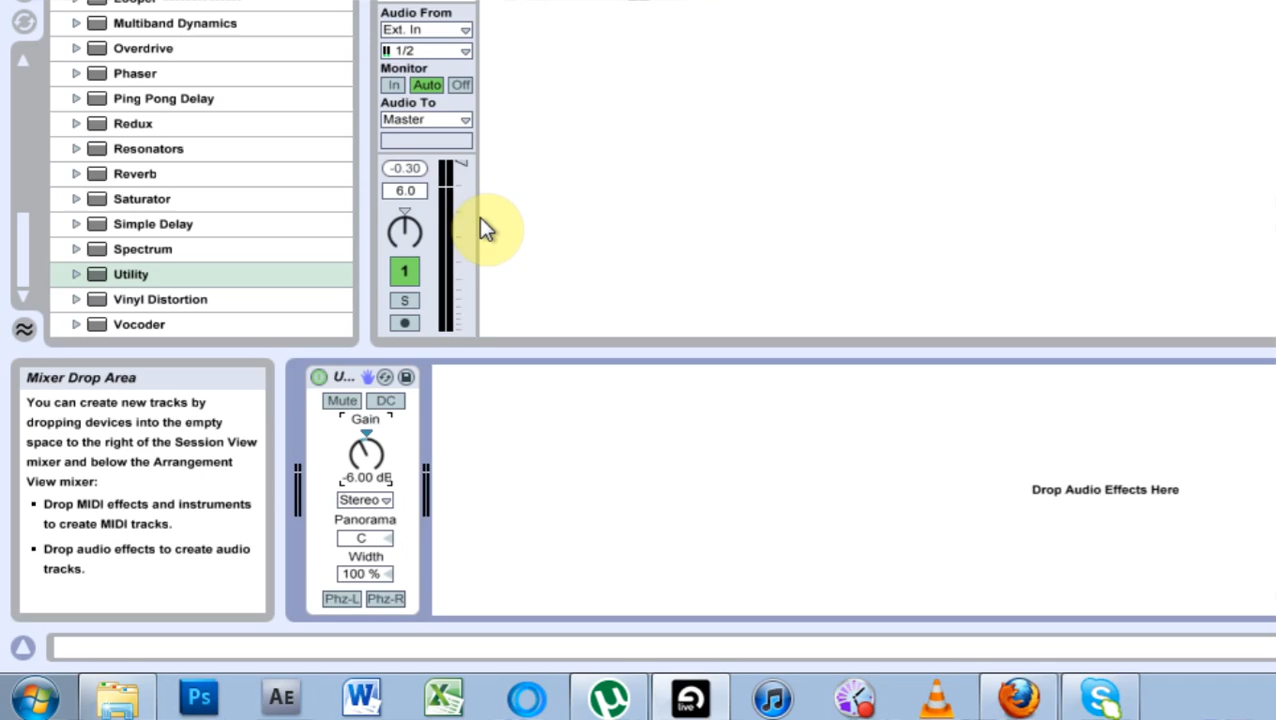 Looper
Multiband Dynamics
Overdrive
Phaser
Ping Pong Delay
Redux
Resonators
Reverb
Saturator
Simple Delay
Spectrum
Utility
Vinyl Distortion
Vocoder
Audio From
Ext. In
1/2
Monitor
In Auto Off
Audio To
Master
-0.30
6.0
1
S
Mixer Drop Area
You can create new tracks by
dropping devices into the empty
space to the right of the Session View
mixer and below the Arrangement
View mixer:
▪ Drop MIDI effects and instruments
to create MIDI tracks.
▪ Drop audio effects to create audio
tracks.
U...
Mute DC
Gain
-6.00 dB
Stereo
Panorama
C
Width
100 %
Phz-L Phz-R
Drop Audio Effects Here
Ps
AE
W
X
µ
live
S